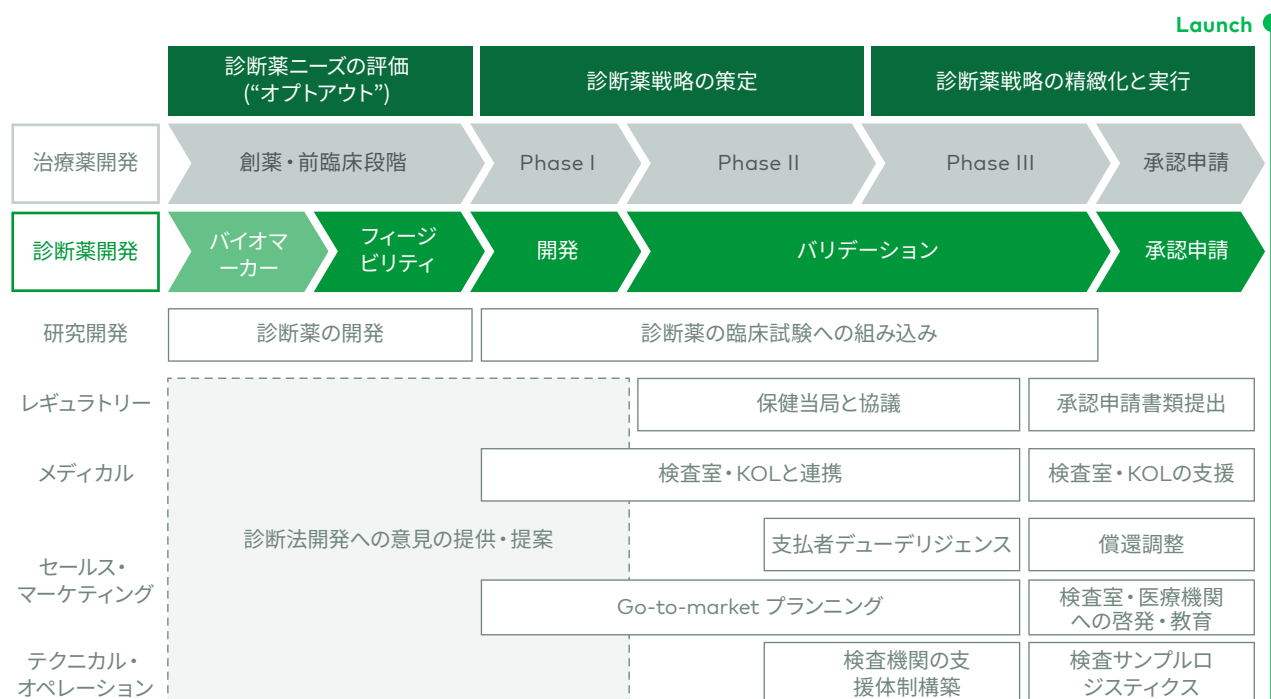 Launch
診断薬ニーズの評価
(“オプトアウト”)
診断薬戦略の策定
診断薬戦略の精緻化と実行
治療薬開発
創薬・前臨床段階
Phase I
Phase II
Phase III
承認申請
診断薬開発
バイオマ
ーカー
フィージ
ビリティ
開発
バリデーション
承認申請
研究開発
診断薬の開発
診断薬の臨床試験への組み込み
レギュラトリー
保健当局と協議
承認申請書類提出
メディカル
検査室・KOLと連携
検査室・KOLの支援
診断法開発への意見の提供・提案
セールス・
マーケティング
支払者デューデリジェンス
償還調整
Go-to-market プランニング
検査室・医療機関
への啓発・教育
テクニカル・
オペレーション
検査機関の支
援体制構築
検査サンプルロ
ジスティクス